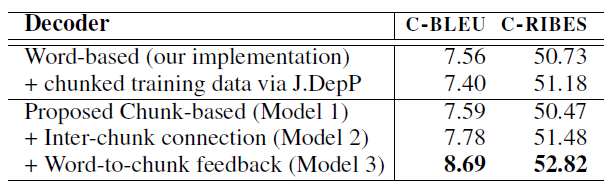 Decoder C-BLEU C-RIBES
Word-based (our implementation) 7.56 50.73
+ chunked training data via J.DepP 7.40 51.18
Proposed Chunk-based (Model 1) 7.59 50.47
+ Inter-chunk connection (Model 2) 7.78 51.48
+ Word-to-chunk feedback (Model 3) 8.69 52.82